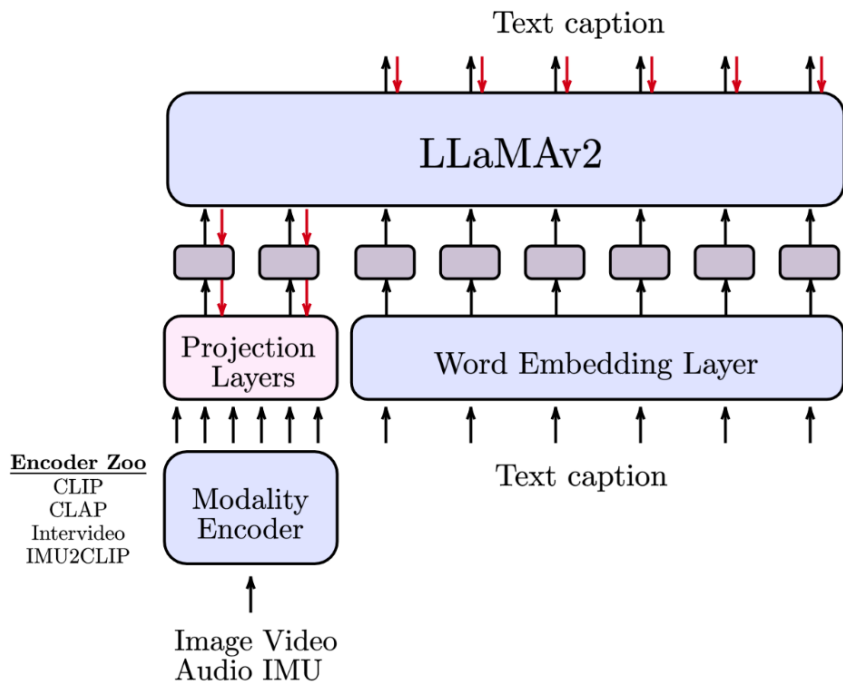 Text caption
LLaMAv2
Projection
Layers
Word Embedding Layer
Encoder Zoo
CLIP
CLAP
Intervideo
IMU2CLIP
Modality
Encoder
Text caption
Image Video
Audio IMU